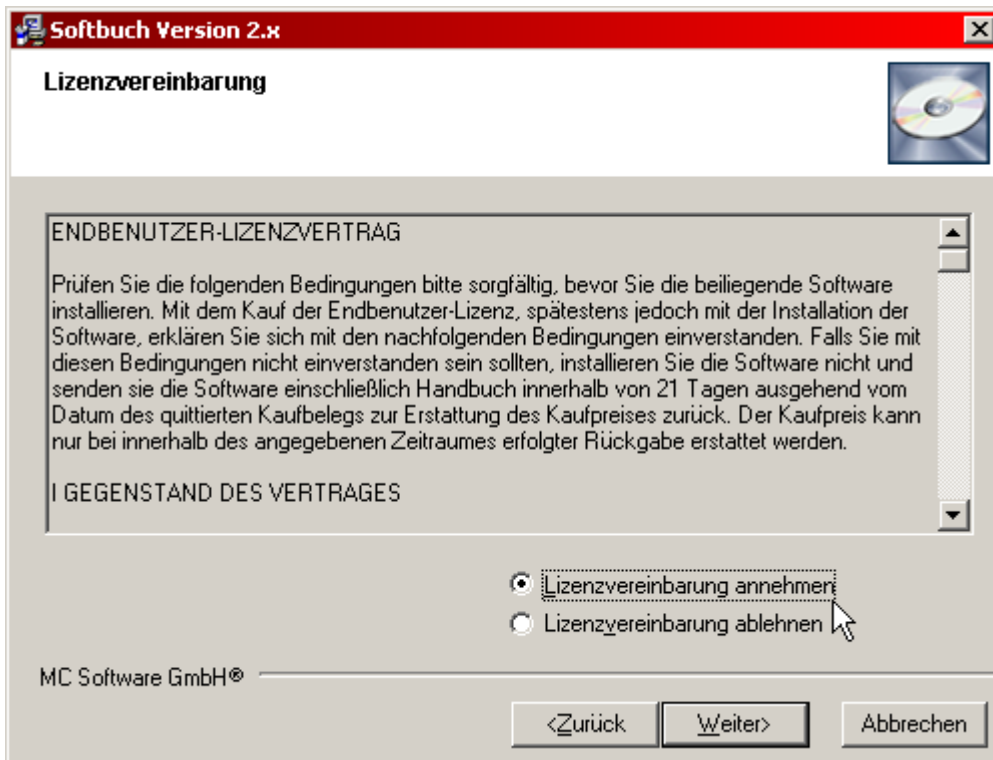 Softbuch Version 2.x
Lizenzvereinbarung
ENDBENUTZER-LIZENZVERTRAG
Prüfen Sie die folgenden Bedingungen bitte sorgfältig, bevor Sie die beiliegende Software
installieren. Mit dem Kauf der Endbenutzer-Lizenz, spätestens jedoch mit der Installation der
Software, erklären Sie sich mit den nachfolgenden Bedingungen einverstanden. Falls Sie mit
diesen Bedingungen nicht einverstanden sein sollten, installieren Sie die Software nicht und
senden sie die Software einschließlich Handbuch innerhalb von 21 Tagen ausgehend vom
Datum des quittierten Kaufbelegs zur Erstattung des Kaufpreises zurück. Der Kaufpreis kann
nur bei innerhalb des angegebenen Zeitraumes erfolgter Rückgabe erstattet werden.
I GEGENSTAND DES VERTRAGES
Lizenzvereinbarung annehmen
Lizenzvereinbarung ablehnen
MC Software GmbH®
<Zurück Weiter> Abbrechen